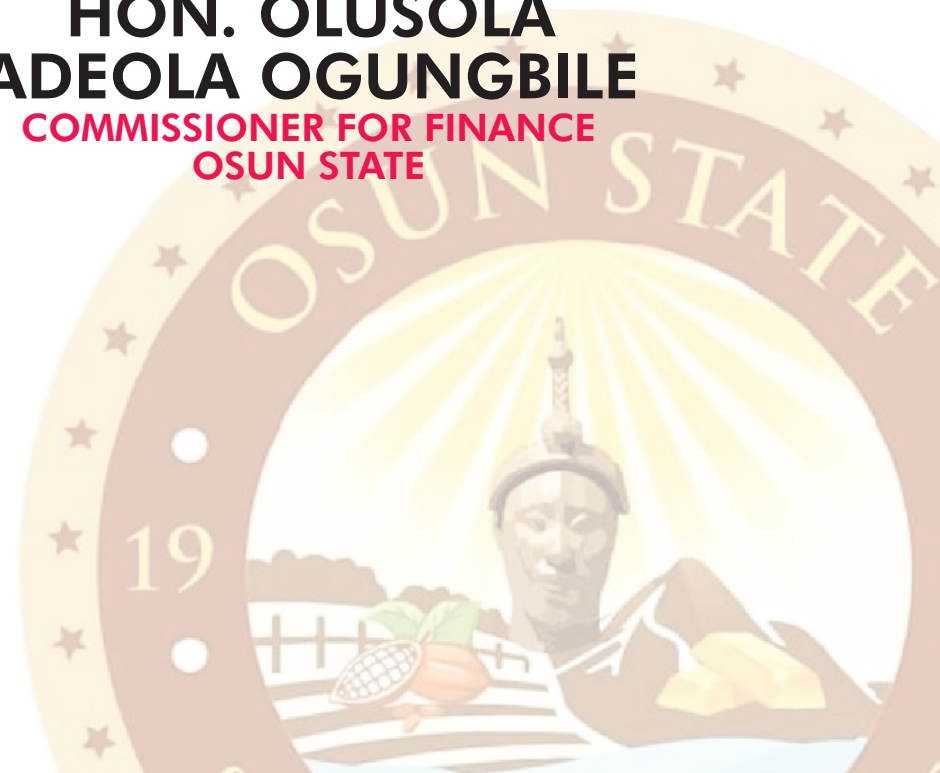 HON. OLUSOLA
ADEOLA OGUNGBILE
COMMISSIONER FOR FINANCE
OSUN STATE
OSUN STATE
19